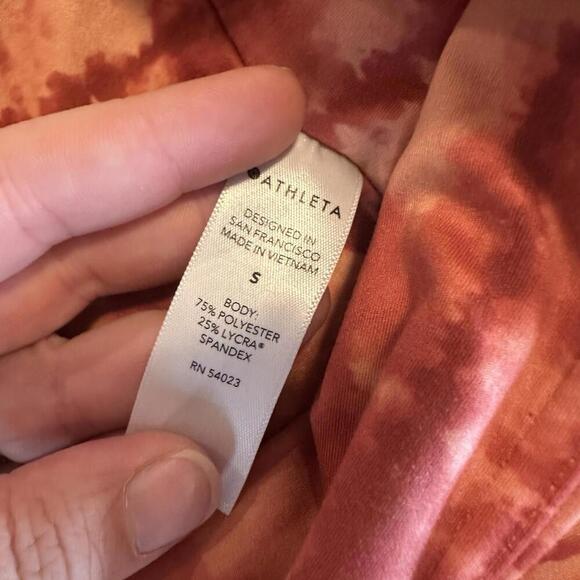 ATHLETA
DESIGNED IN
SAN FRANCISCO
MADE IN VIETNAM
S
BODY:
75% POLYESTER
25% LYCRA®
SPANDEX
RN 54023